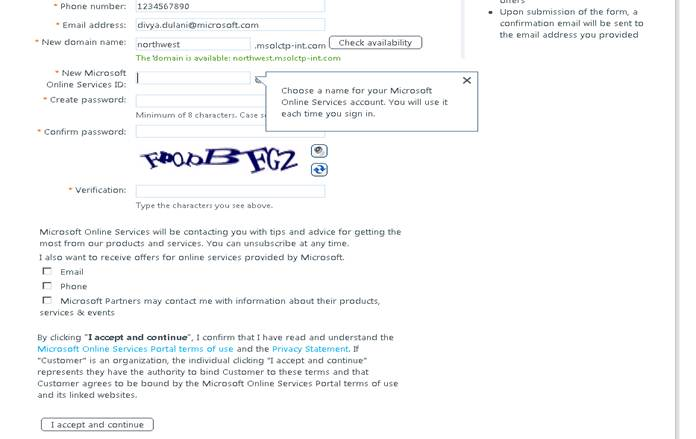 offers
* Phone number: 1234567890
• Upon submission of the form, a
confirmation email will be sent to
the email address you provided
* Email address: divya.dulani@microsoft.com
* New domain name: northwest .msolctp-int.com Check availability
The domain is available: northwest.msolctp-int.com
* New Microsoft
Online Services ID:
Choose a name for your Microsoft
Online Services account. You will use it
each time you sign in.
* Create password:
Minimum of 8 characters. Case
* Confirm password:
* Verification:
Type the characters you see above.
Microsoft Online Services will be contacting you with tips and advice for getting the
most from our products and services. You can unsubscribe at any time.
I also want to receive offers for online services provided by Microsoft.
Email
Phone
Microsoft Partners may contact me with information about their products,
services & events
By clicking "I accept and continue", I confirm that I have read and understand the
Microsoft Online Services Portal terms of use and the Privacy Statement. If
"Customer" is an organization, the individual clicking "I accept and continue"
represents they have the authority to bind Customer to these terms and that
Customer agrees to be bound by the Microsoft Online Services Portal terms of use
and its linked websites.
I accept and continue